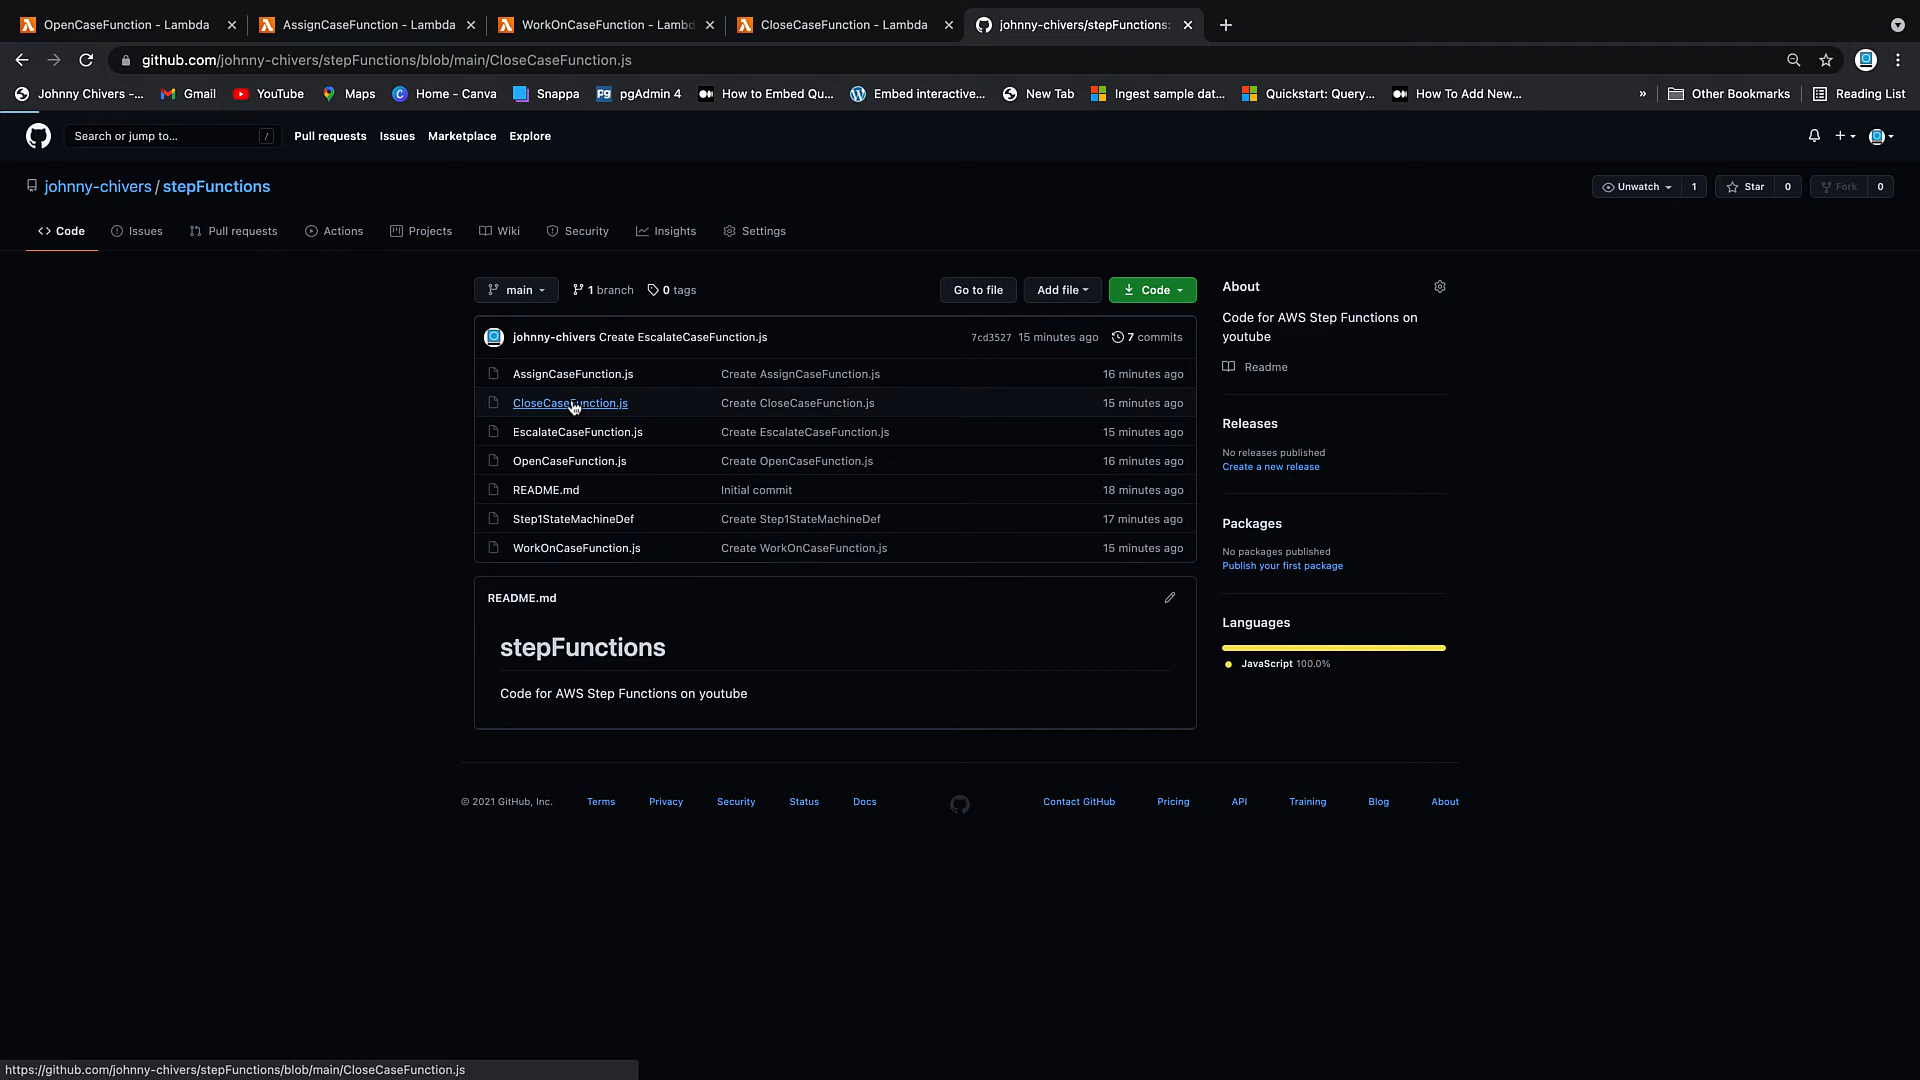 OpenCaseFunction - Lambda
AssignCaseFunction - Lambda
WorkOnCaseFunction - Lambd
CloseCaseFunction - Lambda
johnny-chivers/stepFunctions:
github.com/johnny-chivers/stepFunctions/blob/main/CloseCaseFunction.js
Johnny Chivers -...
Gmail
YouTube
Maps
Home - Canva
Snappa
pgAdmin 4
How to Embed Qu...
Embed interactive...
New Tab
Ingest sample dat...
Quickstart: Query...
How To Add New...
»
Other Bookmarks
Reading List
Search or jump to...
/
Pull requests
Issues
Marketplace
Explore
johnny-chivers / stepFunctions
Unwatch 1
Star 0
Fork 0
Code
Issues
Pull requests
Actions
Projects
Wiki
Security
Insights
Settings
main
1 branch
0 tags
Go to file
Add file
Code
johnny-chivers Create EscalateCaseFunction.js 7cd3527 15 minutes ago 7 commits
AssignCaseFunction.js Create AssignCaseFunction.js 16 minutes ago
CloseCaseFunction.js Create CloseCaseFunction.js 15 minutes ago
EscalateCaseFunction.js Create EscalateCaseFunction.js 15 minutes ago
OpenCaseFunction.js Create OpenCaseFunction.js 16 minutes ago
README.md Initial commit 18 minutes ago
Step1StateMachineDef Create Step1StateMachineDef 17 minutes ago
WorkOnCaseFunction.js Create WorkOnCaseFunction.js 15 minutes ago
README.md
stepFunctions
Code for AWS Step Functions on youtube
About
Code for AWS Step Functions on
youtube
Readme
Releases
No releases published
Create a new release
Packages
No packages published
Publish your first package
Languages
JavaScript 100.0%
© 2021 GitHub, Inc.
Terms
Privacy
Security
Status
Docs
Contact GitHub
Pricing
API
Training
Blog
About
https://github.com/johnny-chivers/stepFunctions/blob/main/CloseCaseFunction.js